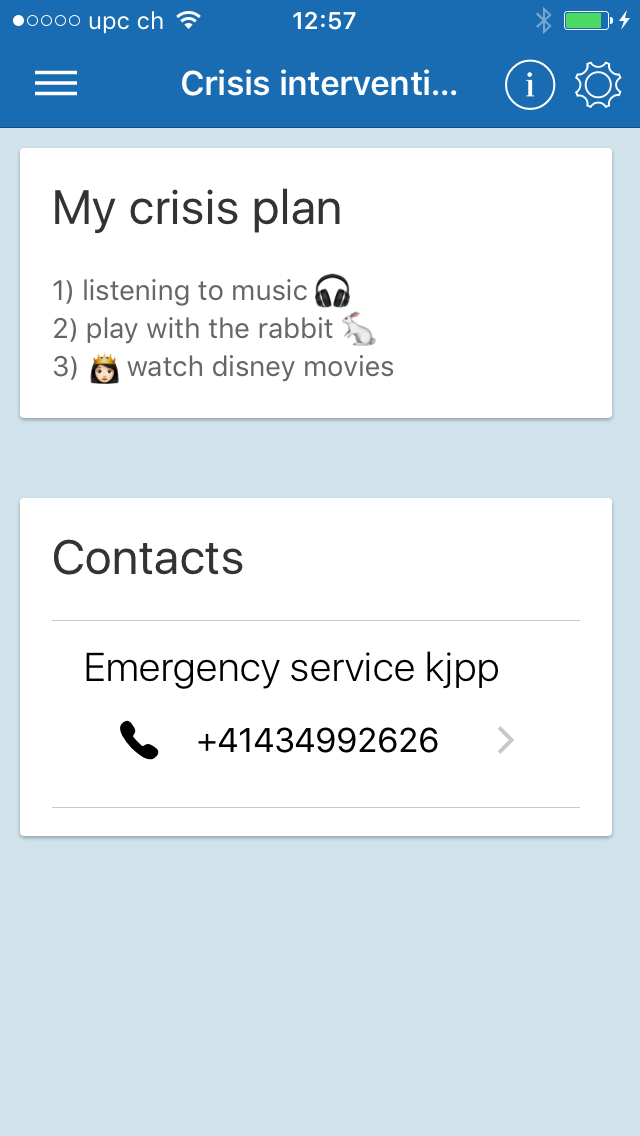 upc ch 12:57
Crisis interventi...
My crisis plan
1) listening to music 🎧
2) play with the rabbit 🐇
3) 👸🏻 watch disney movies
Contacts
Emergency service kjpp
+41434992626